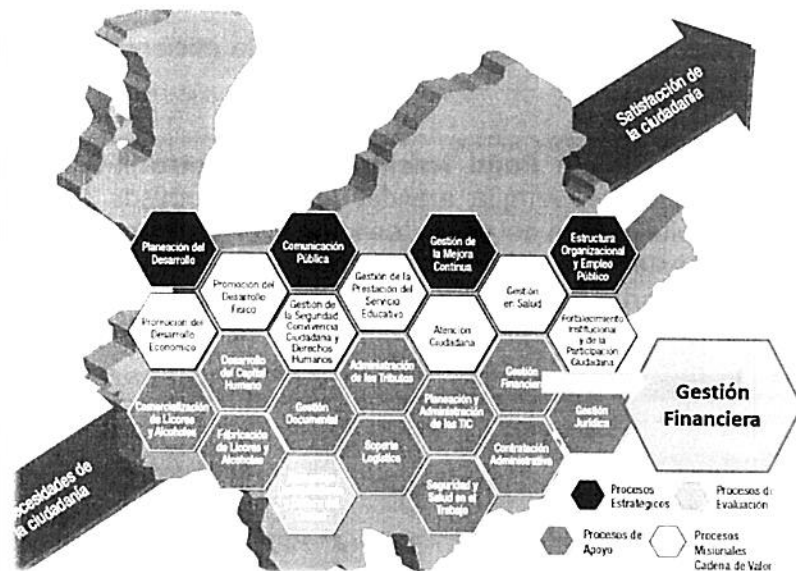 Satisfacción de
la ciudadanía
Planeación del
Desarrollo
Comunicación
Pública
Gestión de
la Mejora
Continua
Estructura
Organizacional
y Empleo
Público
Promoción del
Desarrollo
Físico
Gestión de la
Prestación del
Servicio
Educativo
Gestión
en Salud
Promoción del
Desarrollo
Económico
Gestión de
la Seguridad
Convivencia
Ciudadana y
Derechos
Humanos
Atención
Ciudadana
Fortalecimiento
Institucional
y de la
Participación
Ciudadana
Desarrollo
del Capital
Humano
Administración
de los Tributos
Gestión
Financiera
Comercialización
de Licores
y Alcoholes
Gestión
Documental
Planeación y
Administración
de las TIC
Gestión
Jurídica
Gestión
Financiera
Fabricación
de Licores y
Alcoholes
Soporte
Logístico
Contratación
Administrativa
Seguridad y
Salud en el
Trabajo
ecesidades de
la ciudadanía
Procesos
Estratégicos
Procesos d
Evaluación
Procesos de
Apoyo
Procesos
Misionales
Cadena de Valor